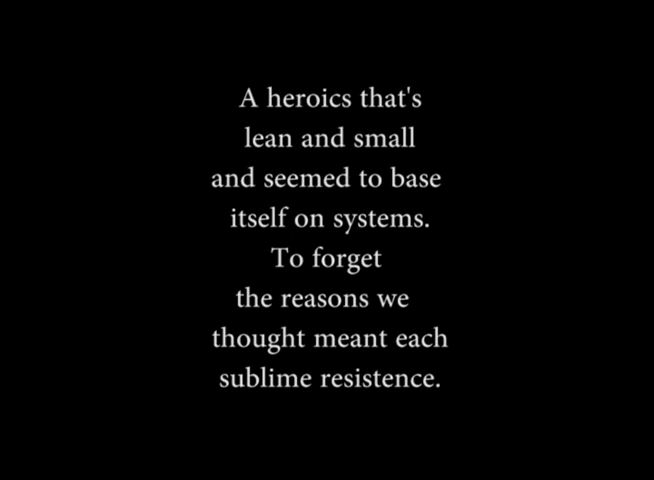 A heroics that's
lean and small
and seemed to base
itself on systems.
To forget
the reasons we
thought meant each
sublime resistence.